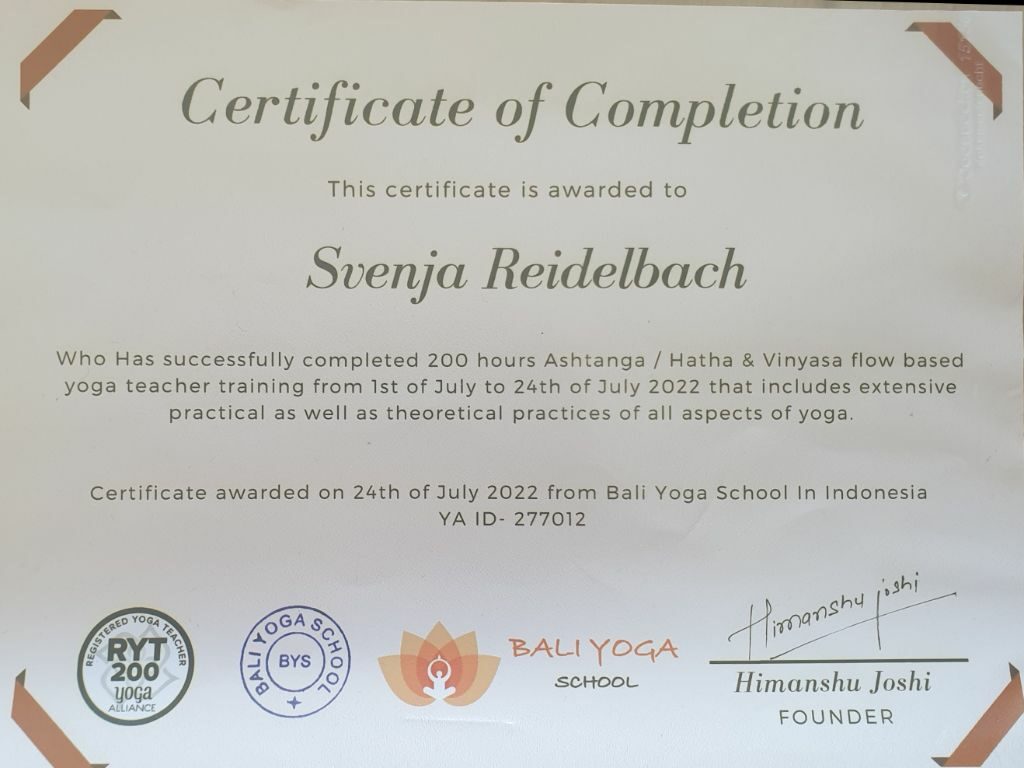 Certificate of Completion
This certificate is awarded to
Svenja Reidelbach
Who Has successfully completed 200 hours Ashtanga / Hatha & Vinyasa flow based
yoga teacher training from 1st of July to 24th of July 2022 that includes extensive
practical as well as theoretical practices of all aspects of yoga.
Certificate awarded on 24th of July 2022 from Bali Yoga School In Indonesia
YA ID- 277012
REGISTERED YOGA TEACHER
RYT
200
yoga
ALLIANCE
BALI YOGA SCHOOL
BYS
BALI YOGA
SCHOOL
Himanshu joshi
Himanshu Joshi
FOUNDER